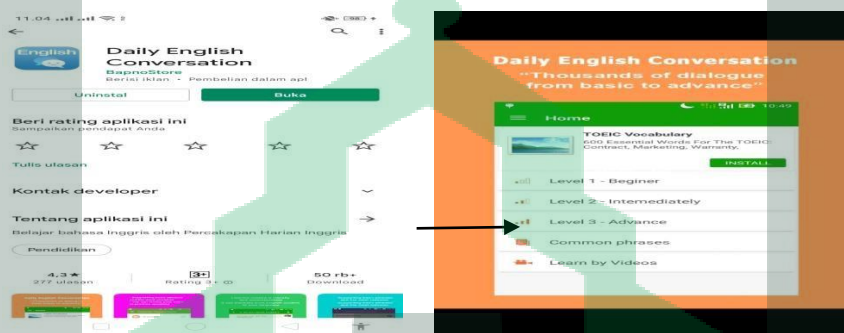 11.04
98
English
Daily English
Conversation
BapnoStore
Berisi iklan • Pembelian dalam apl
Uninstal
Buka
Beri rating aplikasi ini
Sampaikan pendapat Anda
Tulis ulasan
Kontak developer
Tentang aplikasi ini
Belajar bahasa Inggris oleh Percakapan Harian Inggris
Pendidikan
4,3★
277 ulasan
3+
Rating 3+
50 rb+
Download
Daily English Conversation
"Thousands of dialogue
from basic to advance"
10:49
Home
TOEIC Vocabulary
600 Essential Words For The TOEIC:
Contract, Marketing, Warranty,
INSTALL
Level 1 - Beginer
Level 2 - Intemediately
Level 3 - Advance
Common phrases
Learn by Videos